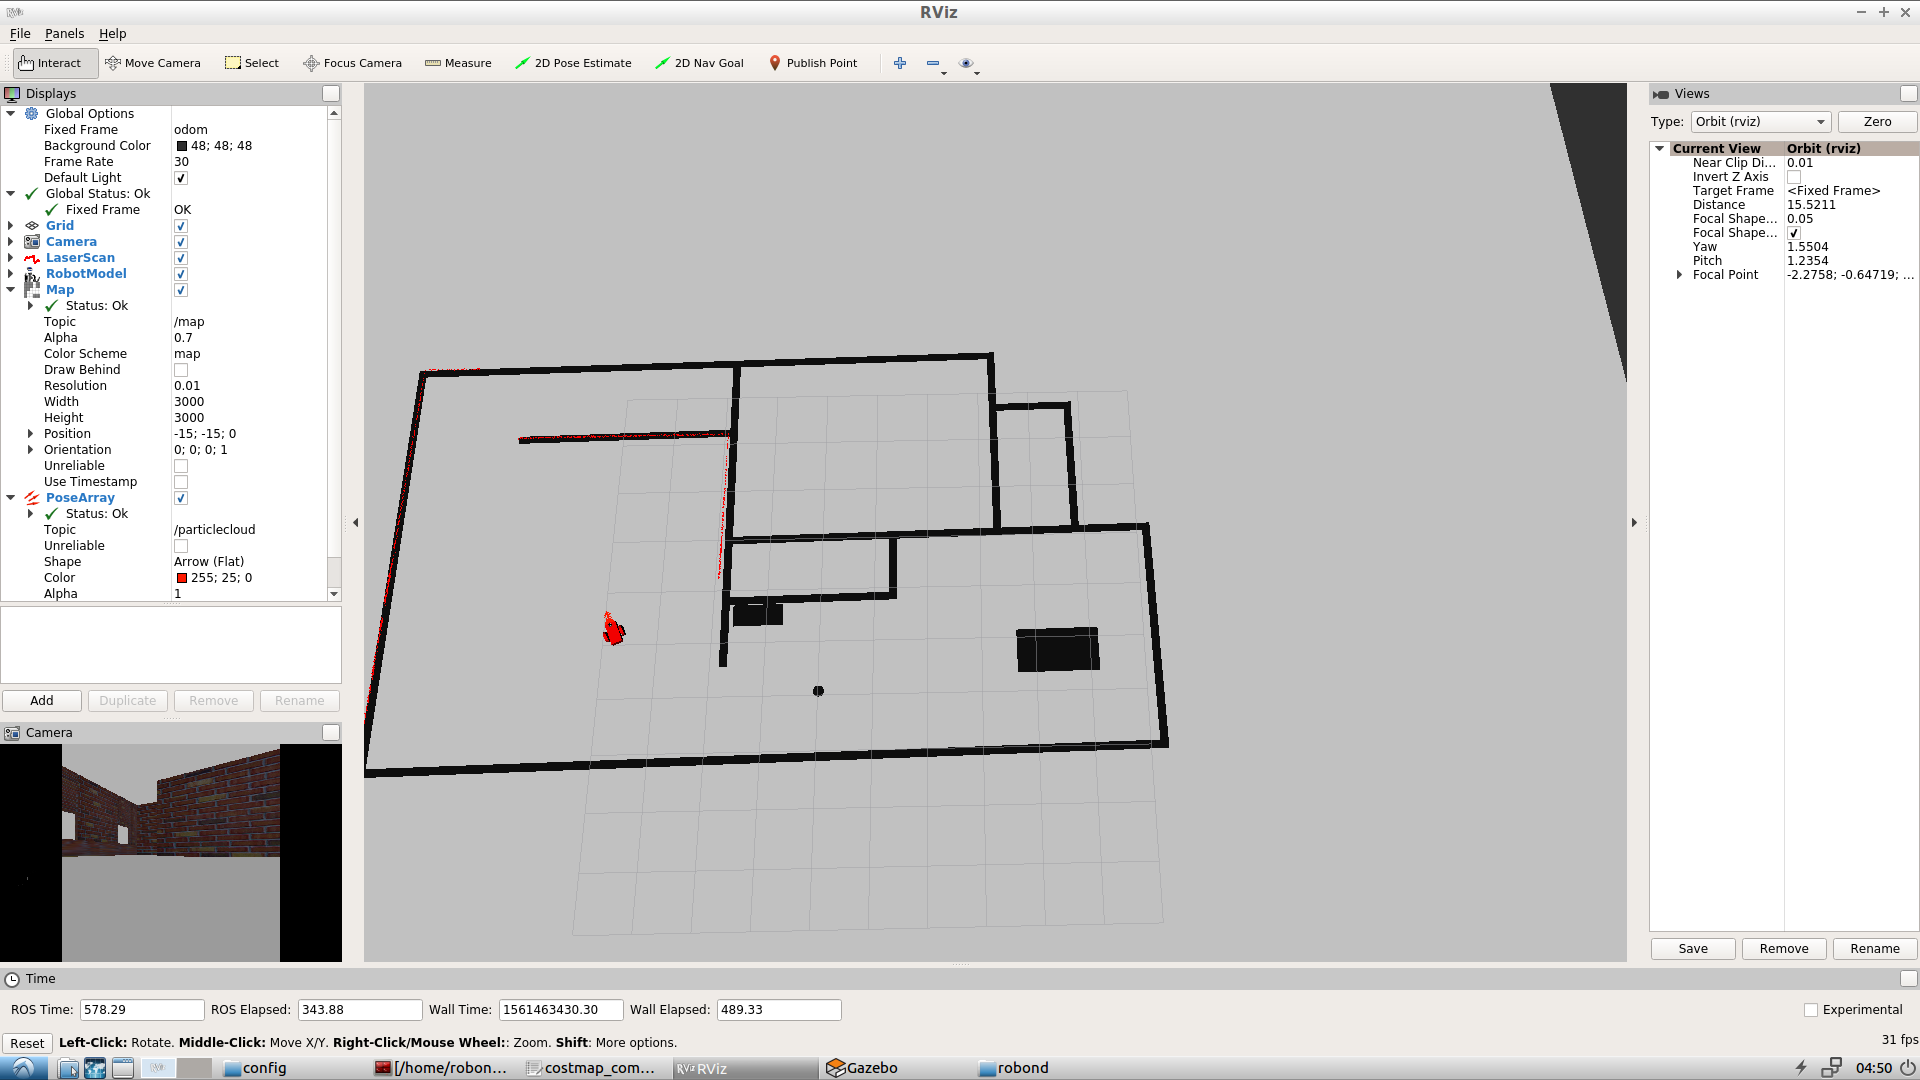 RViz
File Panels Help
Interact Move Camera Select Focus Camera Measure 2D Pose Estimate 2D Nav Goal Publish Point
Displays
Global Options
Fixed Frame odom
Background Color 48; 48; 48
Frame Rate 30
Default Light
Global Status: Ok
Fixed Frame OK
Grid
Camera
LaserScan
RobotModel
Map
Status: Ok
Topic /map
Alpha 0.7
Color Scheme map
Draw Behind
Resolution 0.01
Width 3000
Height 3000
Position -15; -15; 0
Orientation 0; 0; 0; 1
Unreliable
Use Timestamp
PoseArray
Status: Ok
Topic /particlecloud
Unreliable
Shape Arrow (Flat)
Color 255; 25; 0
Alpha 1
Add Duplicate Remove Rename
Camera
Views
Type: Orbit (rviz) Zero
Current View Orbit (rviz)
Near Clip Di... 0.01
Invert Z Axis
Target Frame <Fixed Frame>
Distance 15.5211
Focal Shape... 0.05
Focal Shape...
Yaw 1.5504
Pitch 1.2354
Focal Point -2.2758; -0.64719; ...
Save Remove Rename
Time
ROS Time: 578.29 ROS Elapsed: 343.88 Wall Time: 1561463430.30 Wall Elapsed: 489.33 Experimental
Reset Left-Click: Rotate. Middle-Click: Move X/Y. Right-Click/Mouse Wheel:: Zoom. Shift: More options. 31 fps
config [/home/robon... costmap_com... RViz Gazebo robond 04:50